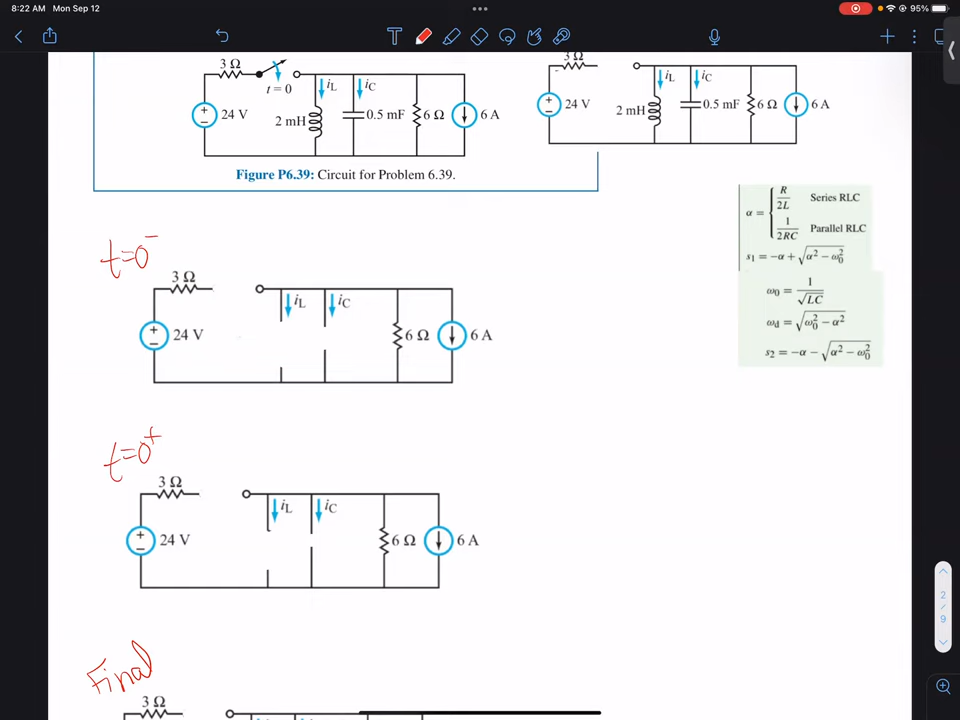 8:22 AM Mon Sep 12
95%
3 Ω
t = 0
iL
iC
+
−
24 V
2 mH
0.5 mF
6 Ω
6 A
3 Ω
iL
iC
+
−
24 V
2 mH
0.5 mF
6 Ω
6 A
Figure P6.39: Circuit for Problem 6.39.
α = { R/2L Series RLC
1/2RC Parallel RLC
s1 = −α + √(α² − ω0²)
ω0 = 1/√LC
ωd = √(ω0² − α²)
s2 = −α − √(α² − ω0²)
t=0⁻
3 Ω
iL
iC
+
−
24 V
6 Ω
6 A
t=0⁺
3 Ω
iL
iC
+
−
24 V
6 Ω
6 A
Final
3 Ω
2
/
9